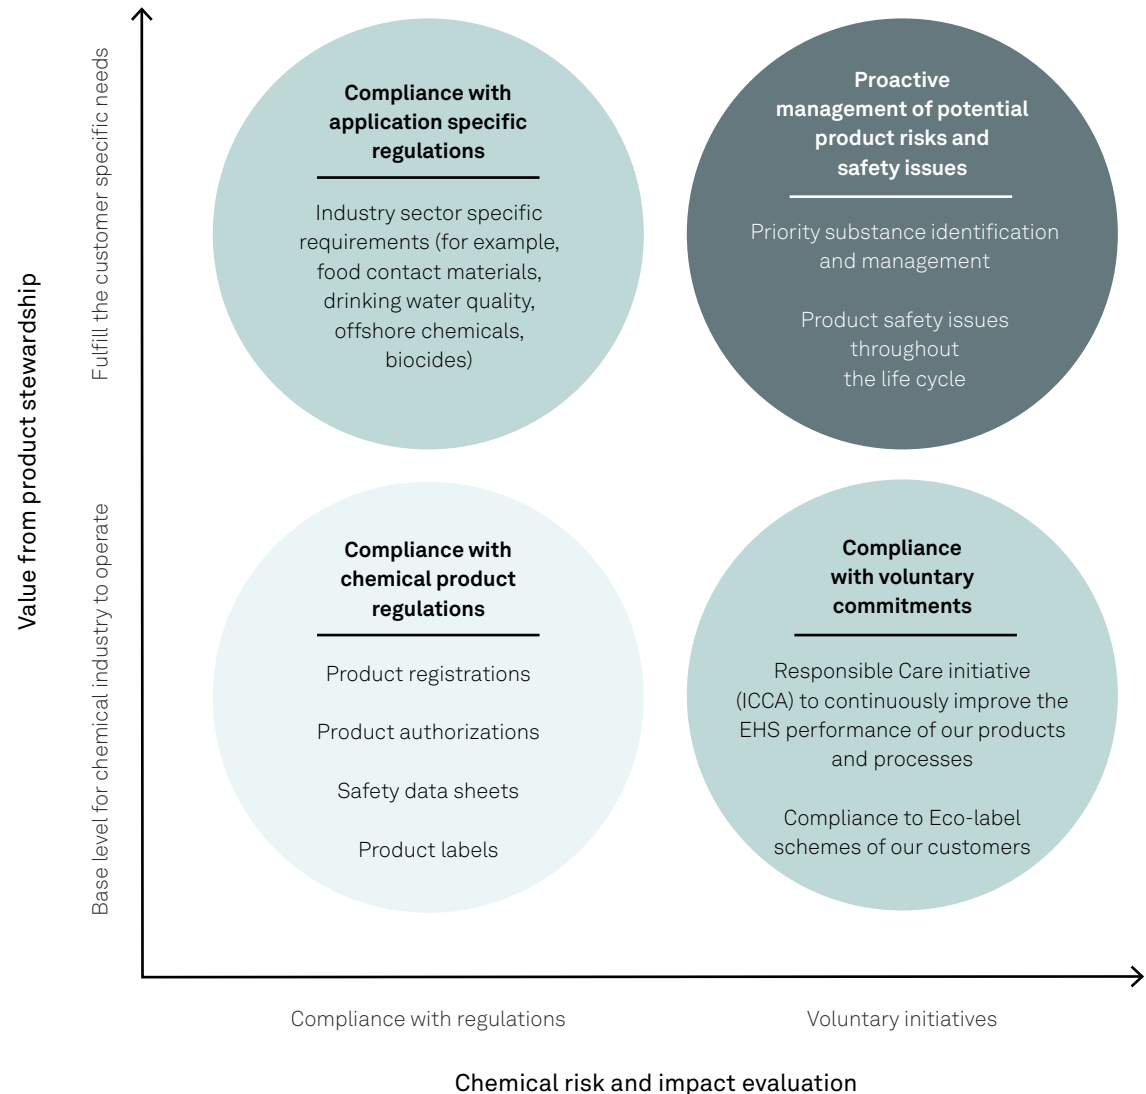 Value from product stewardship
Fulfill the customer specific needs
Base level for chemical industry to operate
Compliance with
application specific
regulations
Industry sector specific
requirements (for example,
food contact materials,
drinking water quality,
offshore chemicals,
biocides)
Proactive
management of potential
product risks and
safety issues
Priority substance identification
and management
Product safety issues
throughout
the life cycle
Compliance with
chemical product
regulations
Product registrations
Product authorizations
Safety data sheets
Product labels
Compliance
with voluntary
commitments
Responsible Care initiative
(ICCA) to continuously improve the
EHS performance of our products
and processes
Compliance to Eco-label
schemes of our customers
Compliance with regulations
Voluntary initiatives
Chemical risk and impact evaluation